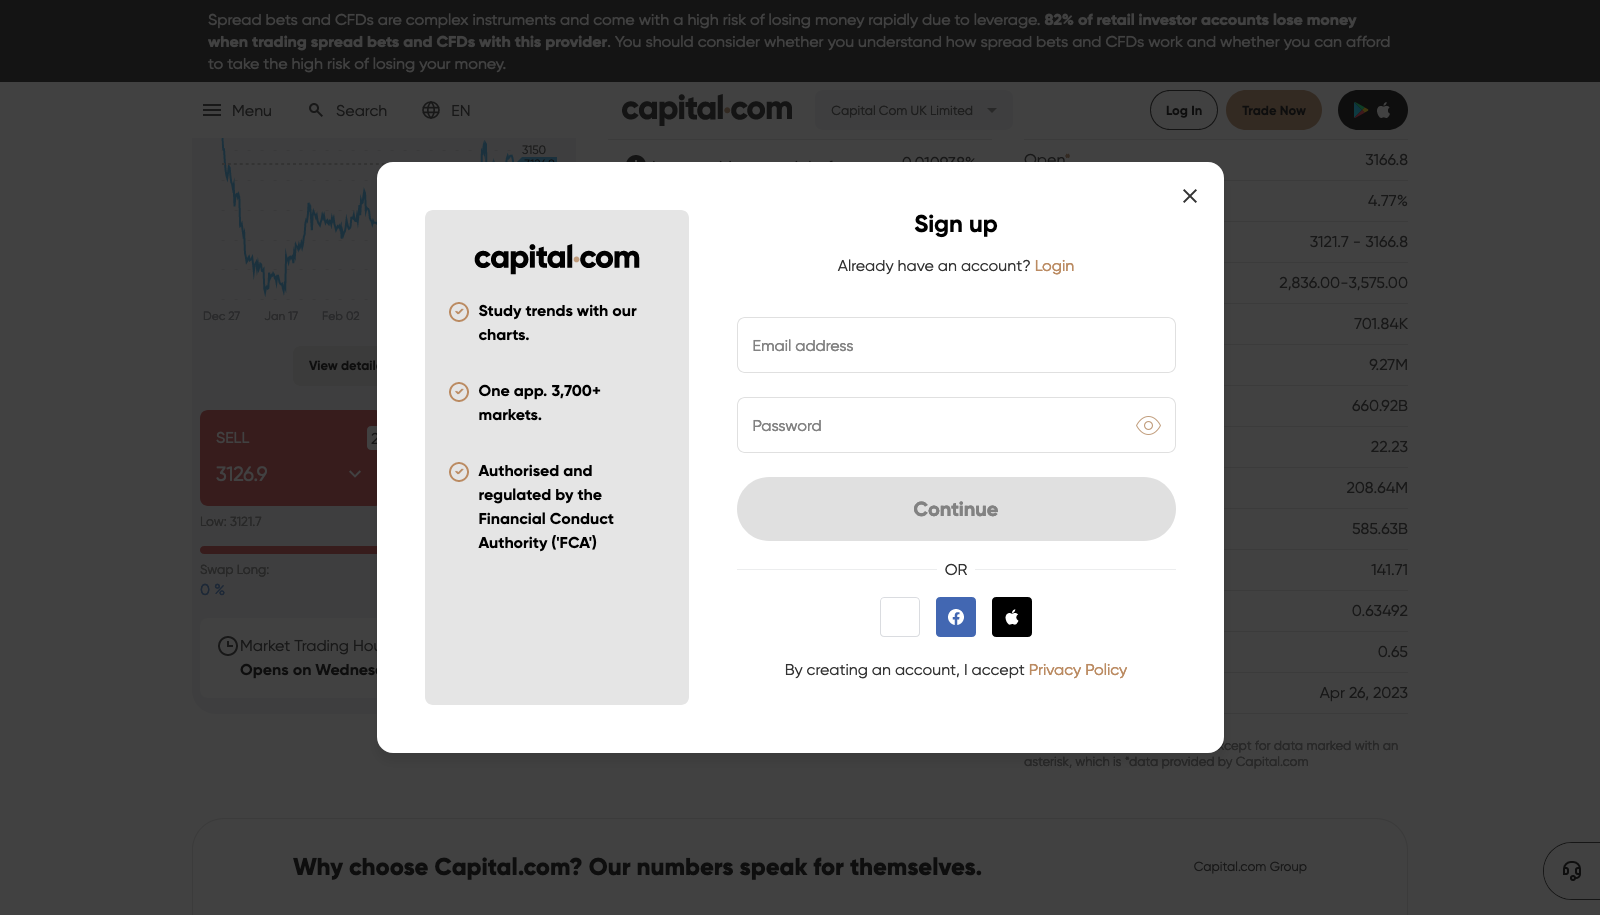 Spread bets and CFDs are complex instruments and come with a high risk of losing money rapidly due to leverage. 82% of retail investor accounts lose money
when trading spread bets and CFDs with this provider. You should consider whether you understand how spread bets and CFDs work and whether you can afford
to take the high risk of losing your money.
Menu Search EN capital.com Capital Com UK Limited Log In Trade Now
3150
Open* 3166.8
4.77%
3121.7 - 3166.8
2,836.00-3,575.00
701.84K
9.27M
660.92B
22.23
208.64M
585.63B
141.71
0.63492
0.65
Apr 26, 2023
Dec 27 Jan 17 Feb 02
View
SELL
3126.9
Low: 3121.7
Swap Long:
0 %
Market Trading
Opens on
Sign up
Already have an account? Login
capital.com
Study trends with our
charts.
One app. 3,700+
markets.
Authorised and
regulated by the
Financial Conduct
Authority ('FCA')
Email address
Password
Continue
OR
By creating an account, I accept Privacy Policy
for data marked with an
asterisk, which is *data provided by Capital.com
Why choose Capital.com? Our numbers speak for themselves.
Capital.com Group